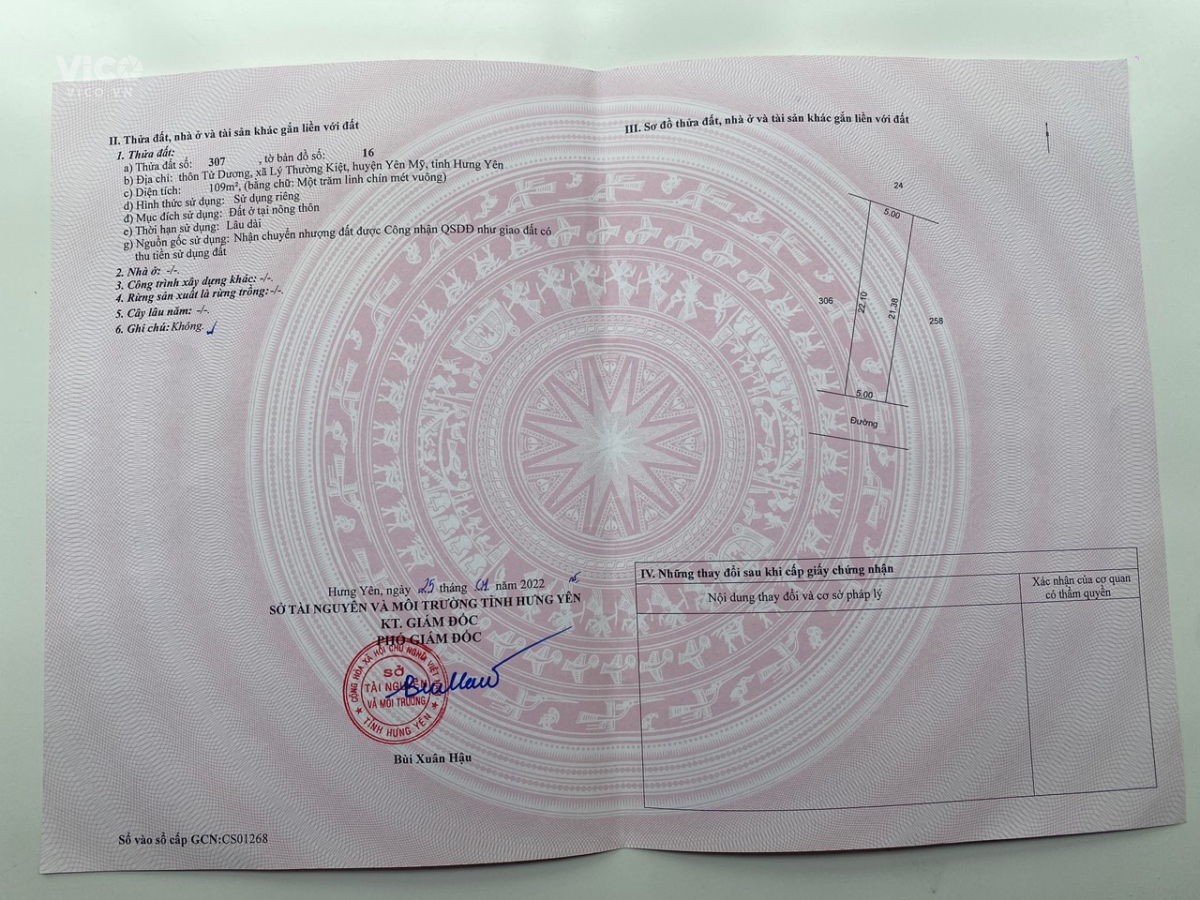 VICO
VICO.VN
II. Thửa đất, nhà ở và tài sản khác gắn liền với đất
1. Thửa đất:
a) Thửa đất số: 307 , tờ bản đồ số: 16
b) Địa chỉ: thôn Tử Dương, xã Lý Thường Kiệt, huyện Yên Mỹ, tỉnh Hưng Yên
c) Diện tích: 109m², (bằng chữ: Một trăm linh chín mét vuông)
d) Hình thức sử dụng: Sử dụng riêng
đ) Mục đích sử dụng: Đất ở tại nông thôn
e) Thời hạn sử dụng: Lâu dài
g) Nguồn gốc sử dụng: Nhận chuyển nhượng đất được Công nhận QSDĐ như giao đất có
thu tiền sử dụng đất
2. Nhà ở: -/-.
3. Công trình xây dựng khác: -/-.
4. Rừng sản xuất là rừng trồng:-/-.
5. Cây lâu năm: -/-.
6. Ghi chú: Không.
Hưng Yên, ngày 25 tháng 01 năm 2022
SỞ TÀI NGUYÊN VÀ MÔI TRƯỜNG TỈNH HƯNG YÊN
KT. GIÁM ĐỐC
PHÓ GIÁM ĐỐC
CỘNG HÒA XÃ HỘI CHỦ NGHĨA VIỆT
SỞ
TÀI NGUYÊN
VÀ MÔI TRƯỜNG
TỈNH HƯNG YÊN
Bùi Xuân Hậu
Số vào sổ cấp GCN:CS01268
III. Sơ đồ thửa đất, nhà ở và tài sản khác gắn liền với đất
24
5.00
306
22.10
21.38
258
5.00
Đường
IV. Những thay đổi sau khi cấp giấy chứng nhận
Nội dung thay đổi và cơ sở pháp lý
Xác nhận của cơ quan
có thẩm quyền